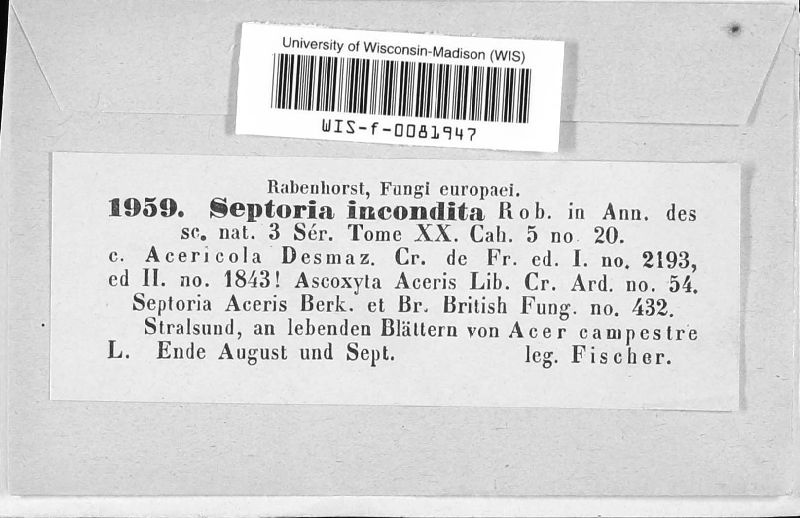 University of Wisconsin-Madison (WIS)
WIS-f-0081947
Rabenhorst, Fungi europaei.
1959. Septoria incondita Rob. in Ann. des
sc. nat. 3 Sér. Tome XX. Cah. 5 no. 20.
c. Acericola Desmaz. Cr. de Fr. ed. I. no. 2193,
ed II. no. 1843! Ascoxyta Aceris Lib. Cr. Ard. no. 54.
Septoria Aceris Berk. et Br. British Fung. no. 432.
Stralsund, an lebenden Blättern von Acer campestre
L. Ende August und Sept. leg. Fischer.